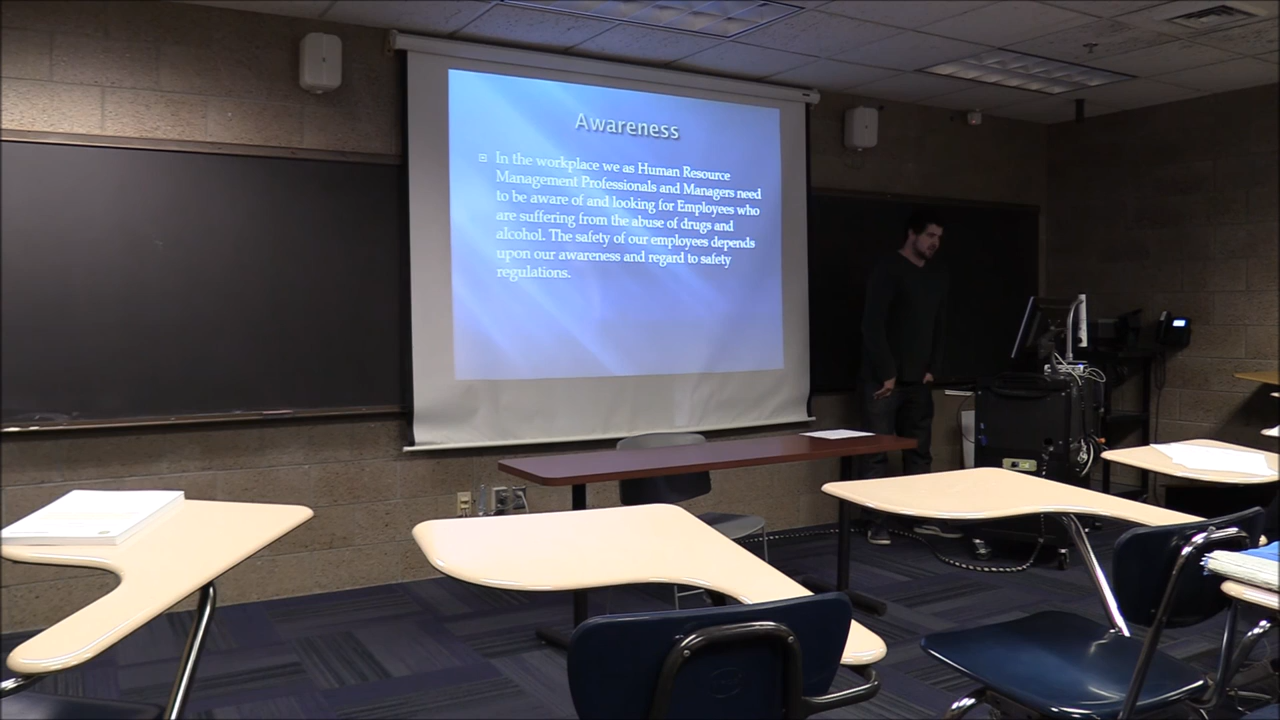 Awareness
In the workplace we as Human Resource
Management Professionals and Managers need
to be aware of and looking for Employees who
are suffering from the abuse of drugs and
alcohol. The safety of our employees depends
upon our awareness and regard to safety
regulations.